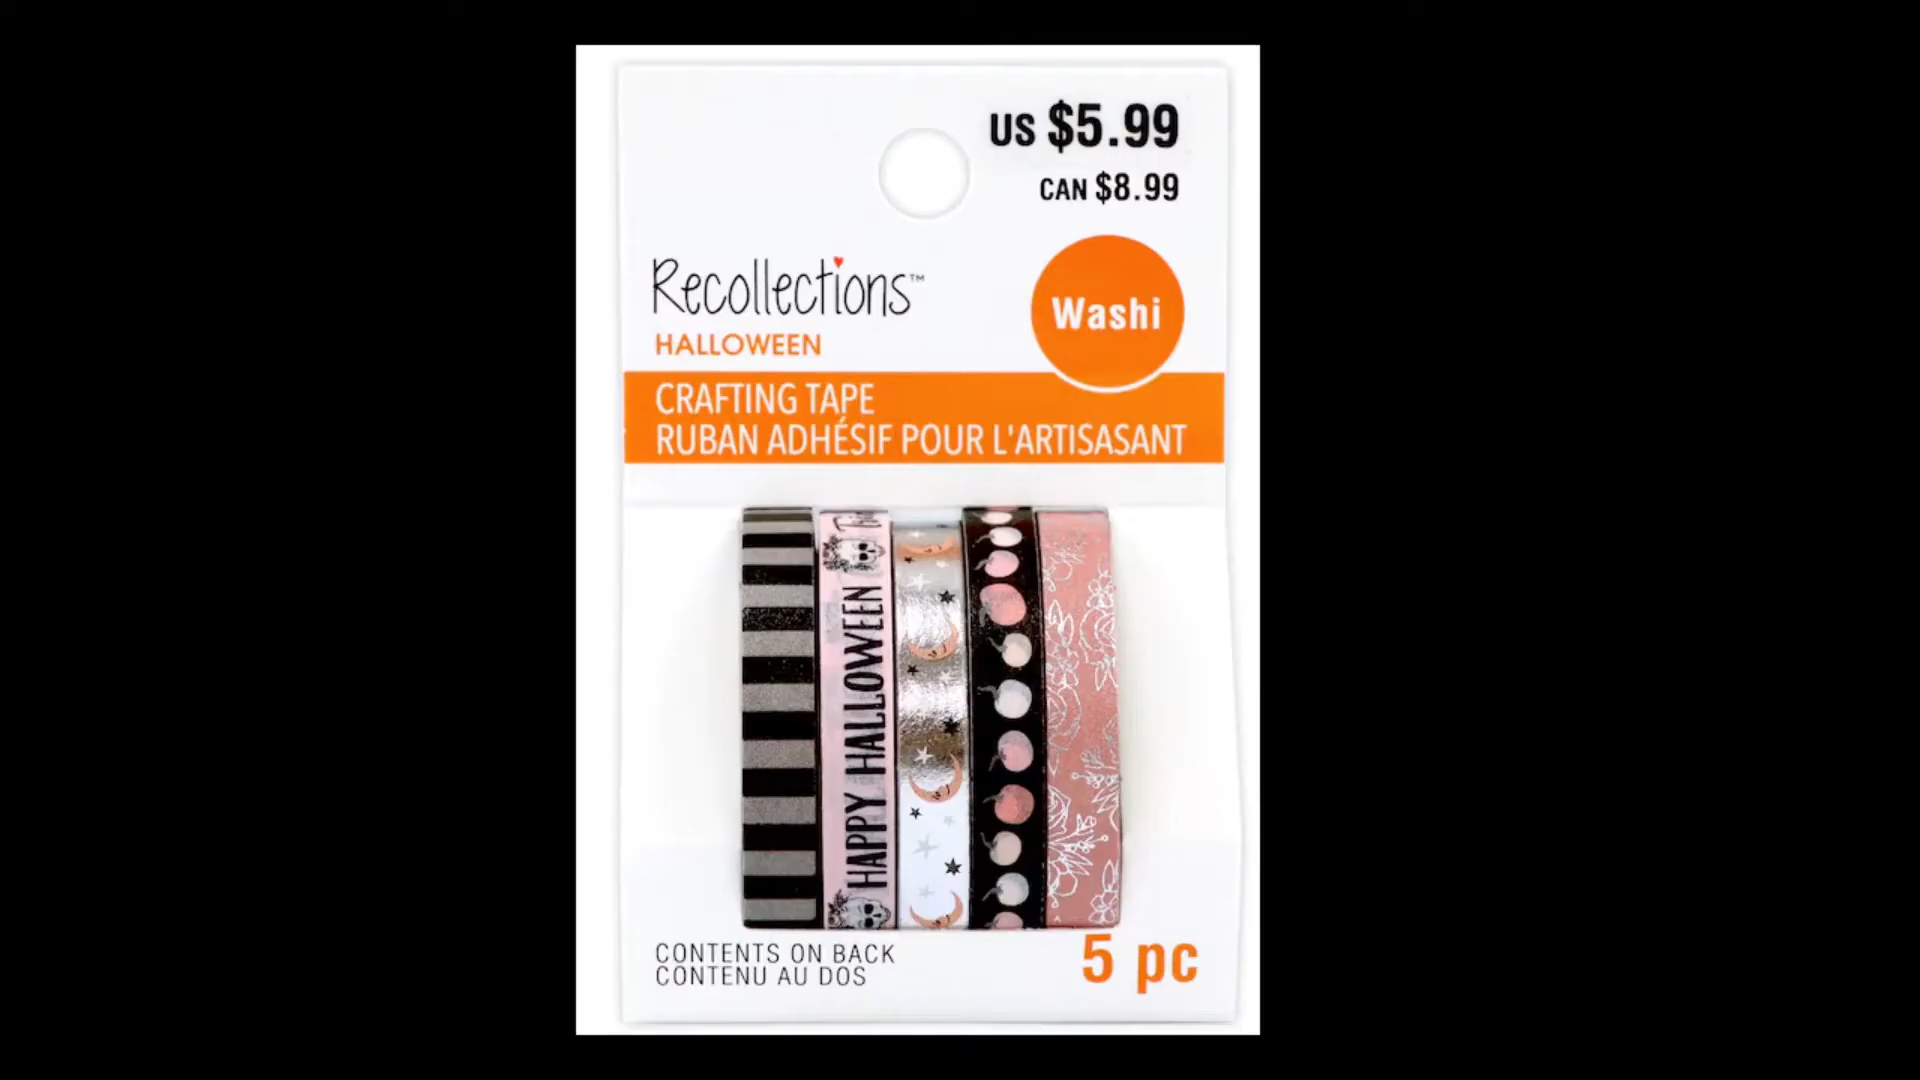 US $5.99
CAN $8.99
Recollections™
HALLOWEEN
Washi
CRAFTING TAPE
RUBAN ADHÉSIF POUR L'ARTISASANT
HAPPY HALLOWEEN
CONTENTS ON BACK
CONTENU AU DOS
5 pc